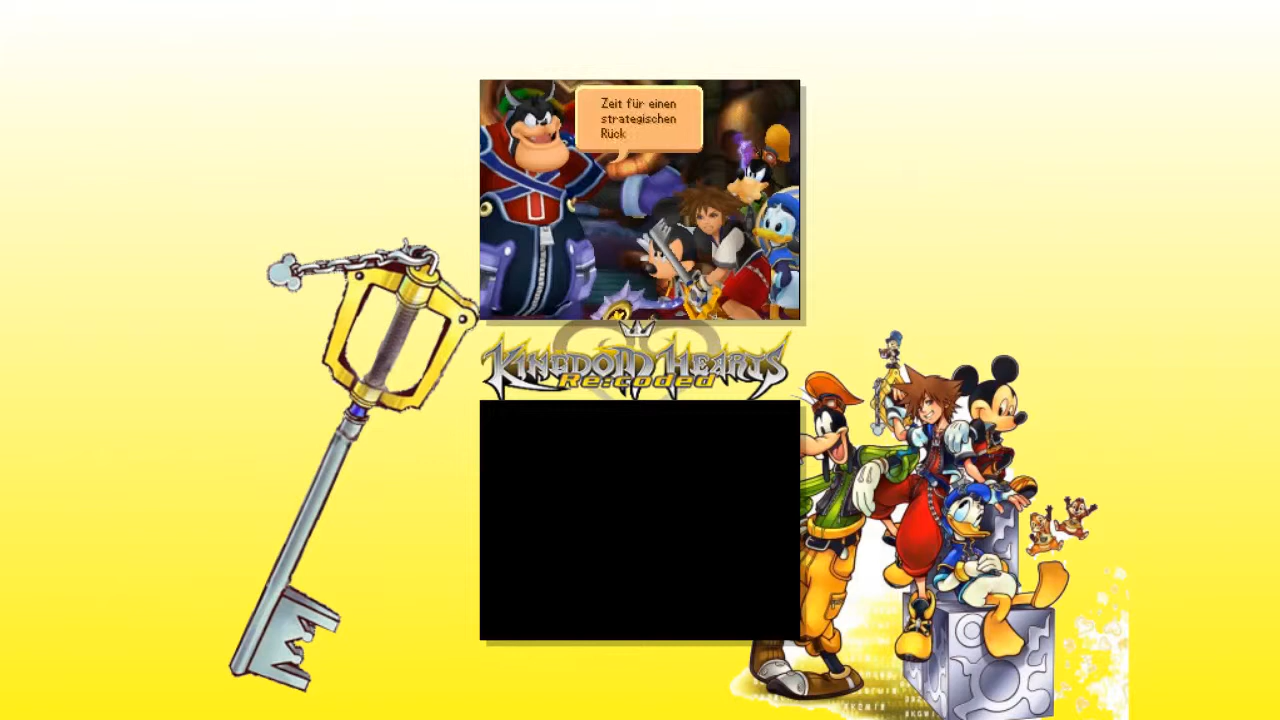 Zeit für einen
strategischen
Rück
KINGDOM HEARTS
Re:coded